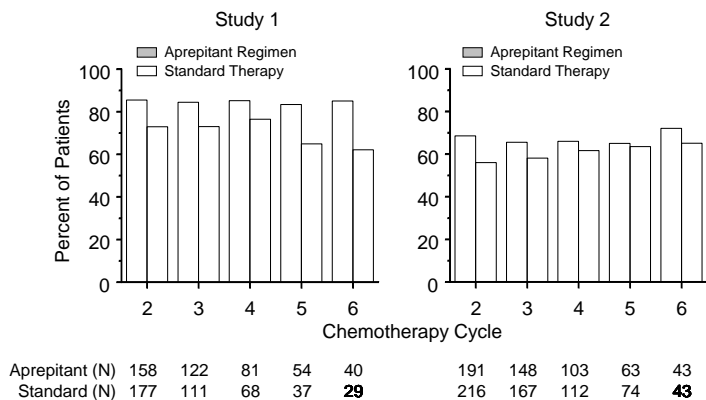 Study 1
Study 2
Aprepitant Regimen
Standard Therapy
Aprepitant Regimen
Standard Therapy
Percent of Patients
100
80
60
40
20
0
100
80
60
40
20
0
2 3 4 5 6
2 3 4 5 6
Chemotherapy Cycle
Aprepitant (N) 158 122 81 54 40 191 148 103 63 43
Standard (N) 177 111 68 37 29 216 167 112 74 43